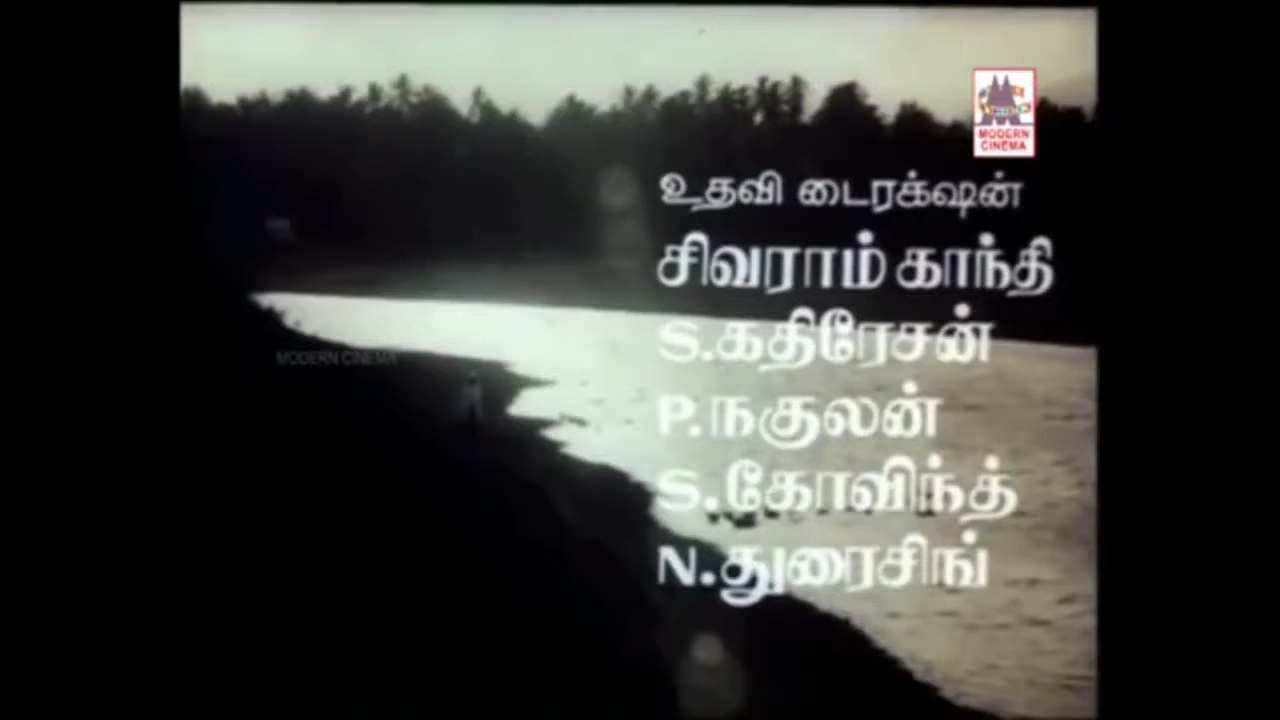 MODERN
CINEMA
உதவி டைரக்‌ஷன்
சிவராம் காந்தி
S.கதிரேசன்
MODERN CINEMA
P.நகுலன்
S.கோவிந்த்
N.துரைசிங்